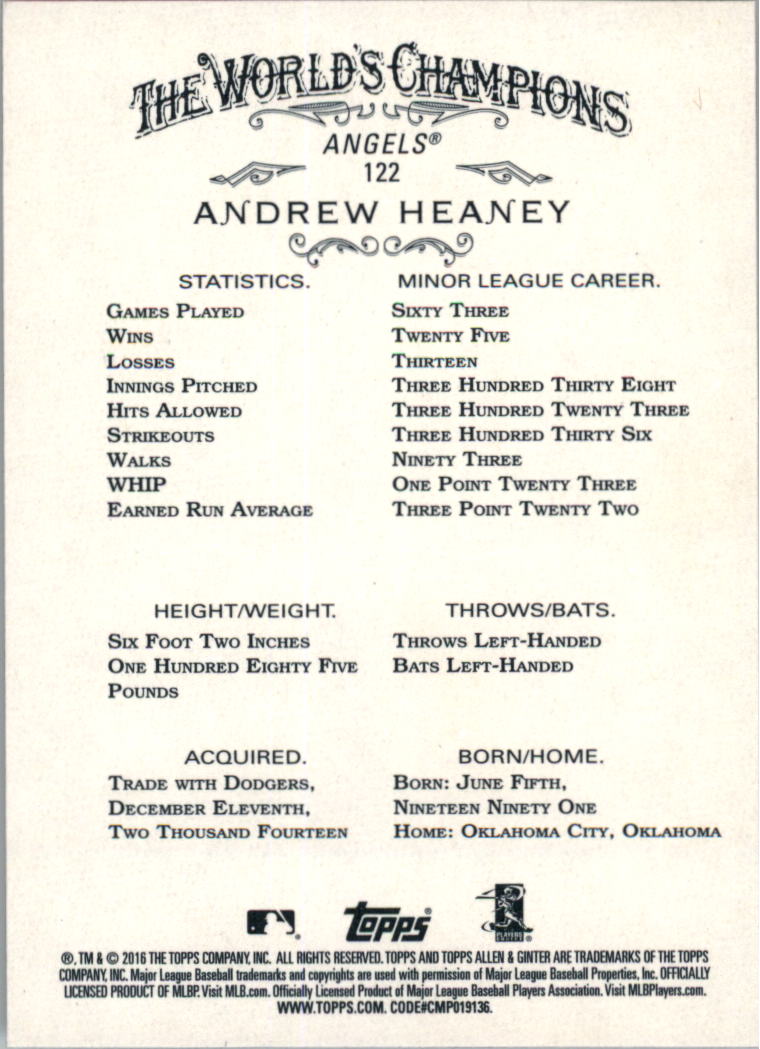 THE WORLD'S CHAMPIONS
ANGELS®
122
ANDREW HEANEY
STATISTICS. MINOR LEAGUE CAREER.
GAMES PLAYED SIXTY THREE
WINS TWENTY FIVE
LOSSES THIRTEEN
INNINGS PITCHED THREE HUNDRED THIRTY EIGHT
HITS ALLOWED THREE HUNDRED TWENTY THREE
STRIKEOUTS THREE HUNDRED THIRTY SIX
WALKS NINETY THREE
WHIP ONE POINT TWENTY THREE
EARNED RUN AVERAGE THREE POINT TWENTY TWO
HEIGHT/WEIGHT.
SIX FOOT TWO INCHES
ONE HUNDRED EIGHTY FIVE
POUNDS
THROWS/BATS.
THROWS LEFT-HANDED
BATS LEFT-HANDED
ACQUIRED.
TRADE WITH DODGERS,
DECEMBER ELEVENTH,
TWO THOUSAND FOURTEEN
BORN/HOME.
BORN: JUNE FIFTH,
NINETEEN NINETY ONE
HOME: OKLAHOMA CITY, OKLAHOMA
Topps®
PLAYERS®
®, TM & © 2016 THE TOPPS COMPANY, INC. ALL RIGHTS RESERVED. TOPPS AND TOPPS ALLEN & GINTER ARE TRADEMARKS OF THE TOPPS
COMPANY, INC. Major League Baseball trademarks and copyrights are used with permission of Major League Baseball Properties, Inc. OFFICIALLY
LICENSED PRODUCT OF MLBP. Visit MLB.com. Officially Licensed Product of Major League Baseball Players Association. Visit MLBPlayers.com.
WWW.TOPPS.COM. CODE#CMP019136.